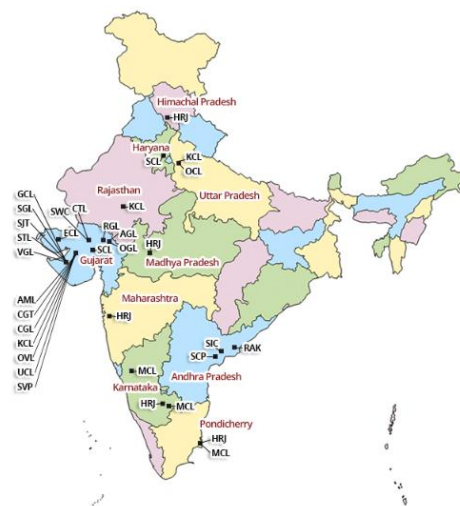 Himachal Pradesh
HRJ
Haryana
SCL
KCL
OCL
Rajasthan
Uttar Pradesh
KCL
GCL
SGL
SJT
STL
VGL
SWC
CTL
ECL
RGL
AGL
SCL
OGL
Gujarat
HRJ
Madhya Pradesh
AML
CGT
CGL
KCL
OVL
UCL
SVP
Maharashtra
HRJ
SIC
SCP
RAK
Andhra Pradesh
MCL
Karnataka
HRJ
MCL
Pondicherry
HRJ
MCL